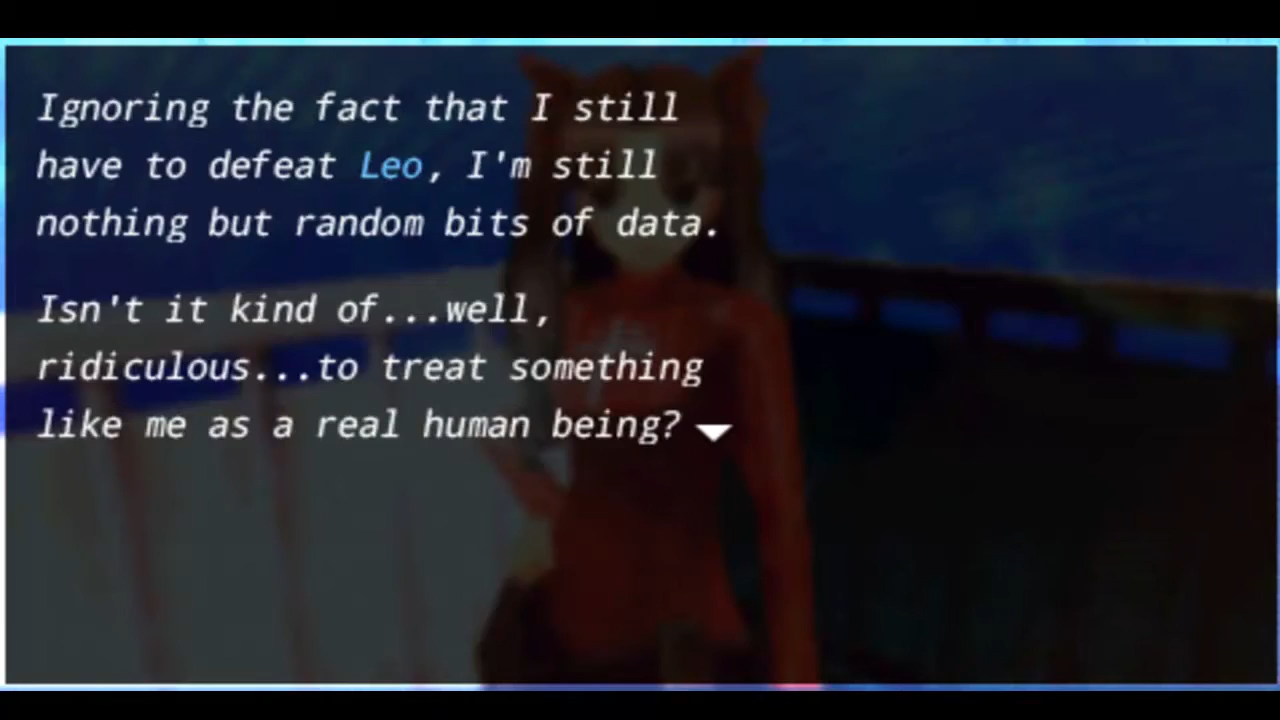 Ignoring the fact that I still
have to defeat Leo, I'm still
nothing but random bits of data.
Isn't it kind of...well,
ridiculous...to treat something
like me as a real human being?